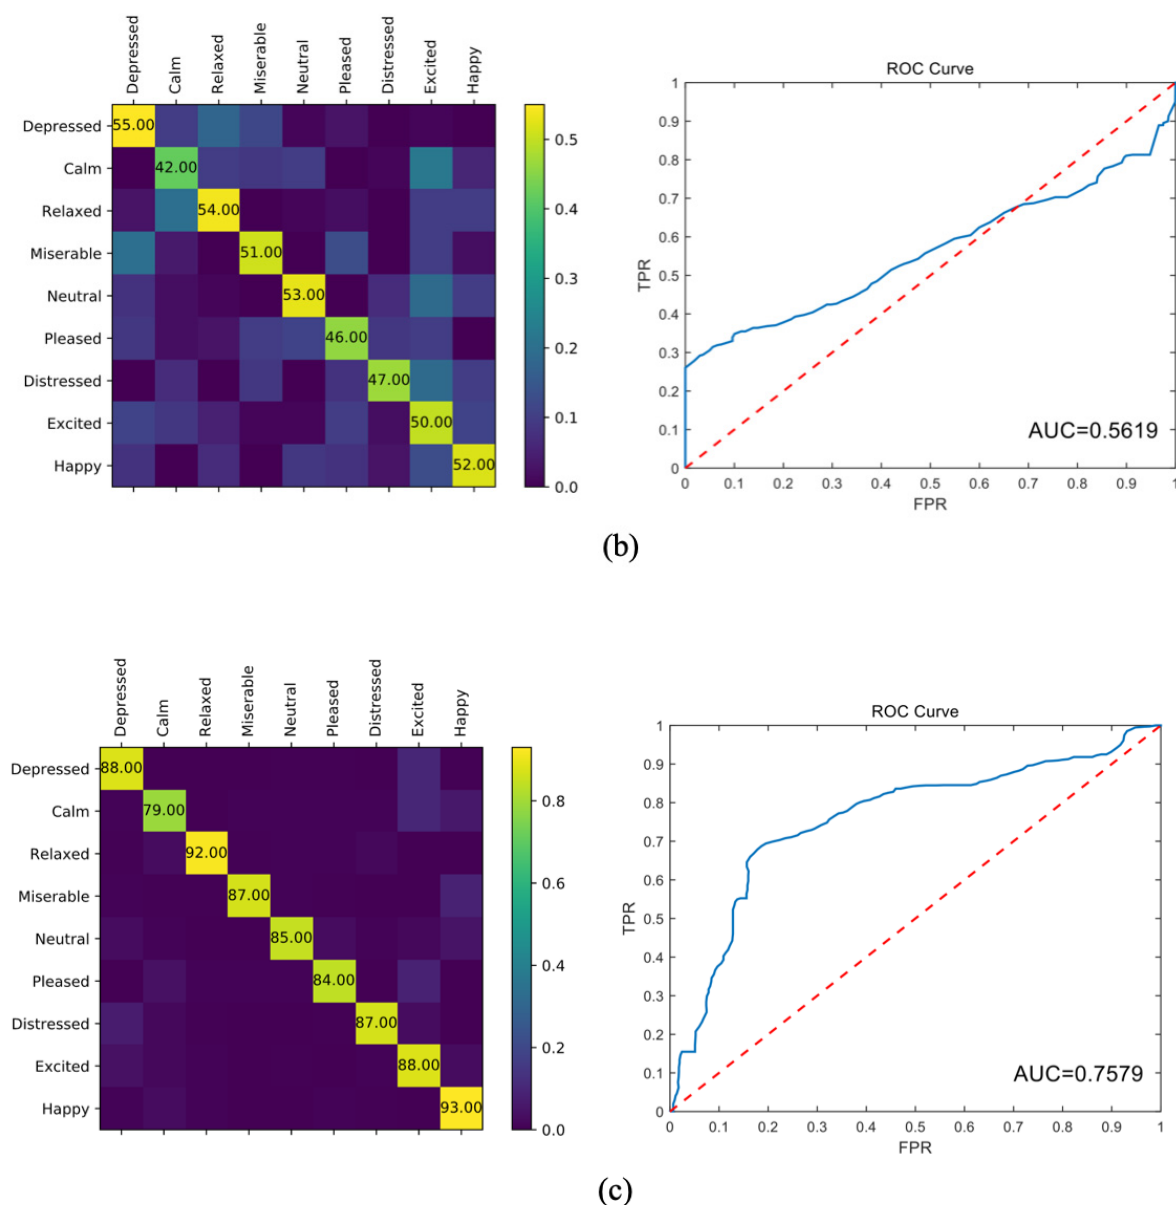 Depressed Calm Relaxed Miserable Neutral Pleased Distressed Excited Happy
Depressed 55.00
Calm 42.00
Relaxed 54.00
Miserable 51.00
Neutral 53.00
Pleased 46.00
Distressed 47.00
Excited 50.00
Happy 52.00
0.5
0.4
0.3
0.2
0.1
0.0
ROC Curve
1
0.9
0.8
0.7
0.6
0.5
0.4
0.3
0.2
0.1
0
TPR
AUC=0.5619
0 0.1 0.2 0.3 0.4 0.5 0.6 0.7 0.8 0.9 1
FPR
(b)
Depressed Calm Relaxed Miserable Neutral Pleased Distressed Excited Happy
Depressed 88.00
Calm 79.00
Relaxed 92.00
Miserable 87.00
Neutral 85.00
Pleased 84.00
Distressed 87.00
Excited 88.00
Happy 93.00
0.8
0.6
0.4
0.2
0.0
ROC Curve
1
0.9
0.8
0.7
0.6
0.5
0.4
0.3
0.2
0.1
0
TPR
AUC=0.7579
0 0.1 0.2 0.3 0.4 0.5 0.6 0.7 0.8 0.9 1
FPR
(c)